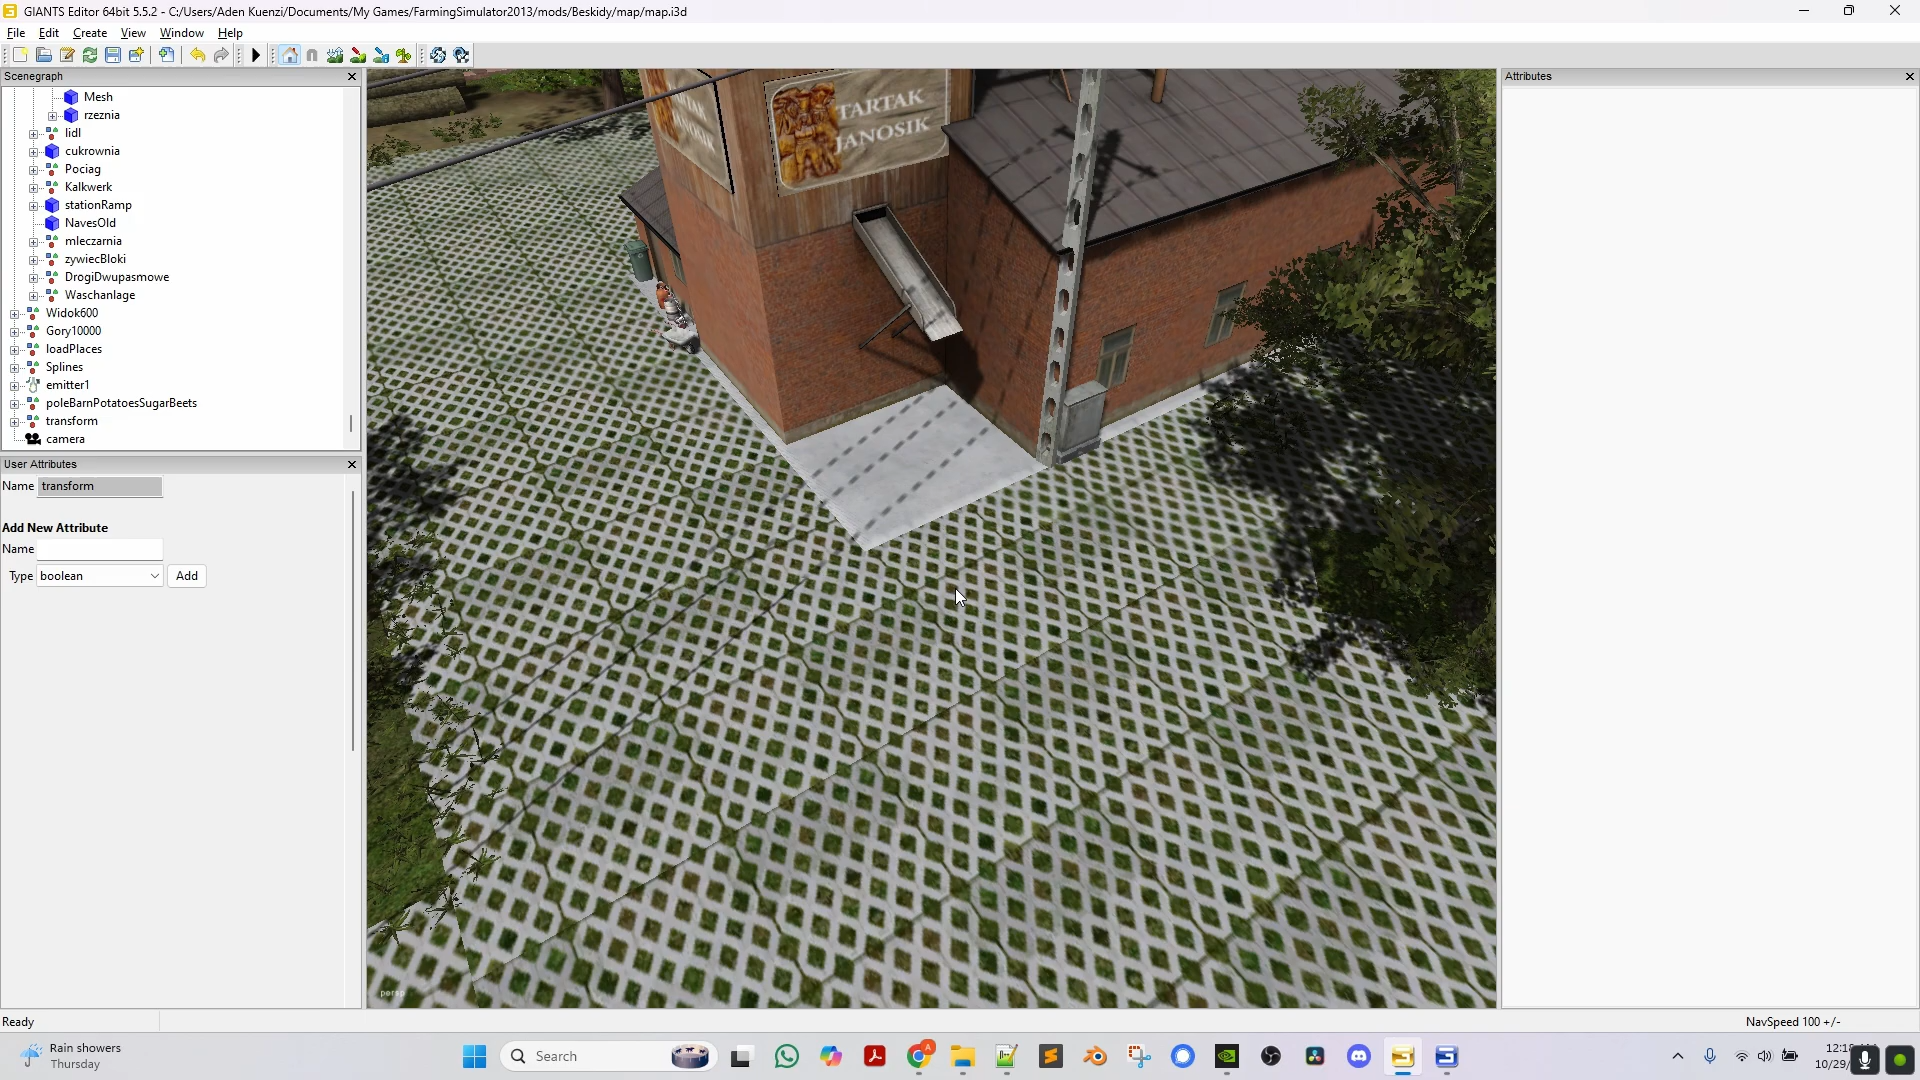 GIANTS Editor 64bit 5.5.2 - C:/Users/Aden Kuenzi/Documents/My Games/FarmingSimulator2013/mods/Beskidy/map/map.i3d
File Edit Create View Window Help
Scenegraph
Mesh
rzeznia
lidl
cukrownia
Pociag
Kalkwerk
stationRamp
NavesOld
mleczarnia
zywiecBloki
DrogiDwupasmowe
Waschanlage
Widok600
Gory10000
loadPlaces
Splines
emitter1
poleBarnPotatoesSugarBeets
transform
camera
User Attributes
Name transform
Add New Attribute
Name
Type boolean Add
TARTAK
JANOSIK
persp
Attributes
Ready
NavSpeed 100 +/-
Rain showers
Thursday
Search